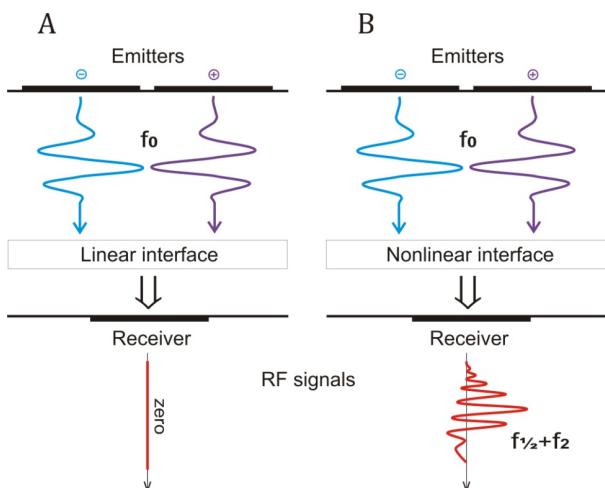 A
Emitters
⊖ ⊕
f₀
Linear interface
Receiver
zero
B
Emitters
⊖ ⊕
f₀
Nonlinear interface
Receiver
RF signals
f½+f₂